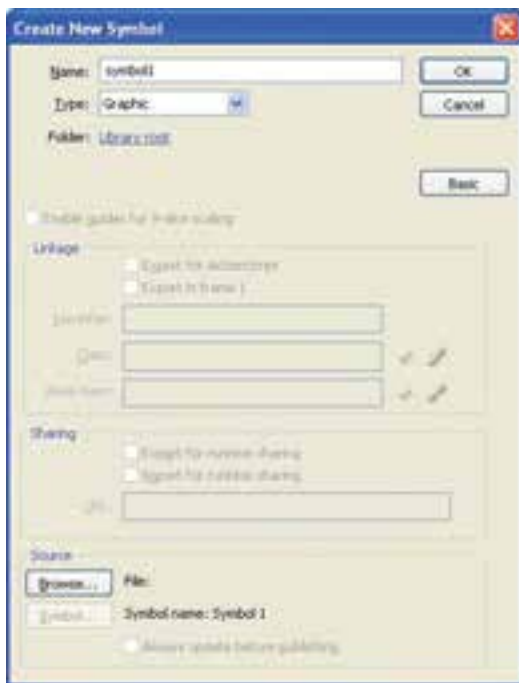 Create New Symbol
Name: symbol1
OK
Type: Graphic
Cancel
Folder: Library root
Basic
Enable guides for 9-slice scaling
Linkage
Export for ActionScript
Export in frame 1
Identifier:
Class:
Base class:
Sharing
Export for runtime sharing
Import for runtime sharing
URL:
Source
Browse... File:
Symbol... Symbol name: Symbol 1
Always update before publishing